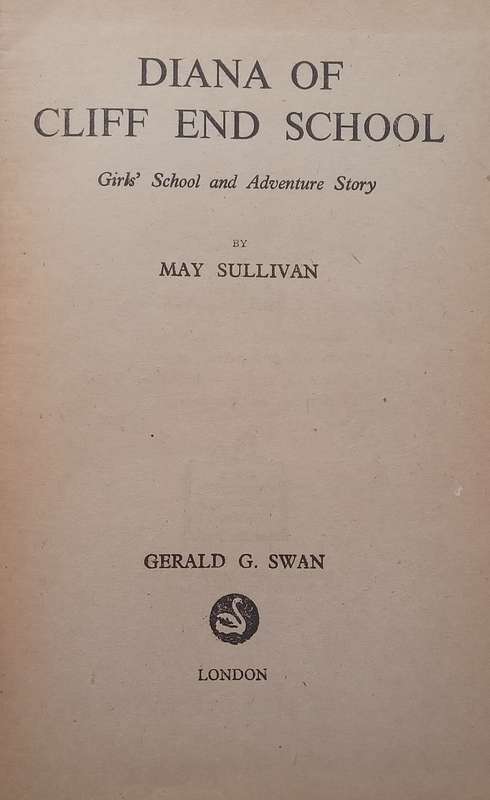 DIANA OF
CLIFF END SCHOOL
Girls' School and Adventure Story
BY
MAY SULLIVAN
GERALD G. SWAN
LONDON